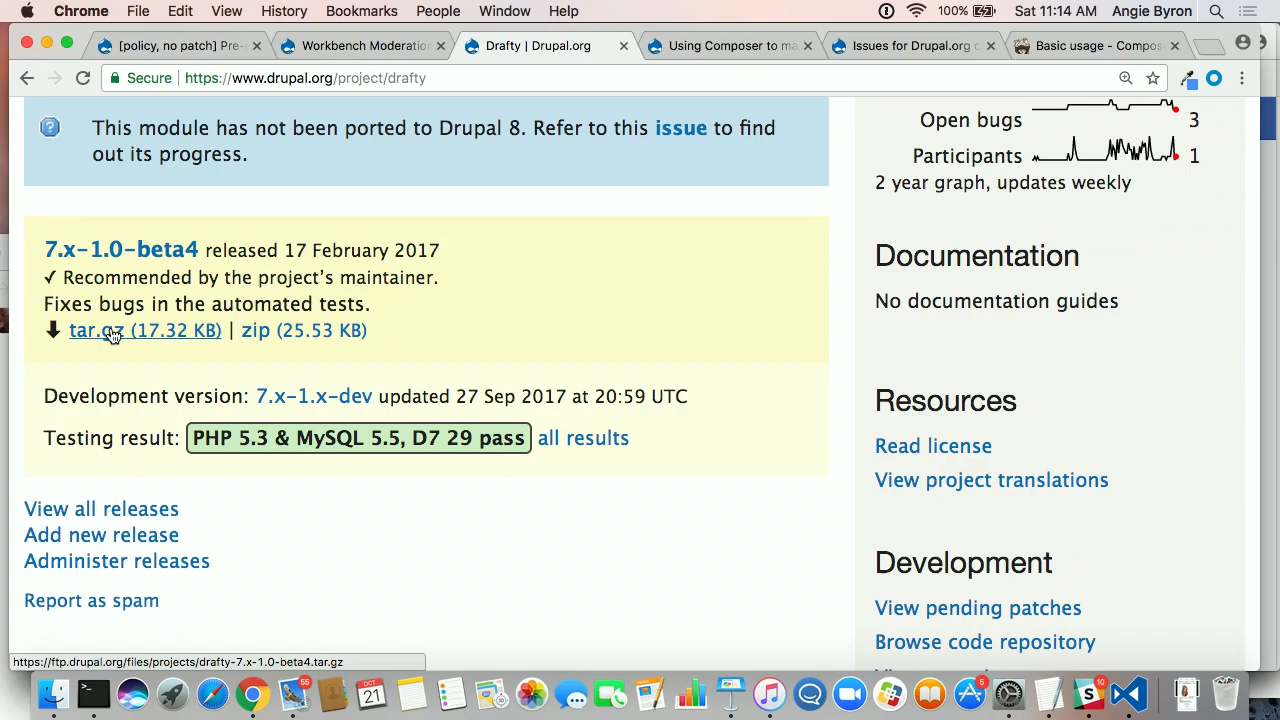 Chrome File Edit View History Bookmarks People Window Help 100% Sat 11:14 AM Angie Byron
[policy, no patch] Pre- Workbench Moderation Drafty | Drupal.org Using Composer to ma Issues for Drupal.org c Basic usage - Compos
Secure https://www.drupal.org/project/drafty
This module has not been ported to Drupal 8. Refer to this issue to find
out its progress.
7.x-1.0-beta4 released 17 February 2017
✓ Recommended by the project's maintainer.
Fixes bugs in the automated tests.
tar.gz (17.32 KB) | zip (25.53 KB)
Development version: 7.x-1.x-dev updated 27 Sep 2017 at 20:59 UTC
Testing result: PHP 5.3 & MySQL 5.5, D7 29 pass all results
View all releases
Add new release
Administer releases
Report as spam
Open bugs 3
Participants 1
2 year graph, updates weekly
Documentation
No documentation guides
Resources
Read license
View project translations
Development
View pending patches
Browse code repository
https://ftp.drupal.org/files/projects/drafty-7.x-1.0-beta4.tar.gz
55
OCT
21
5
10